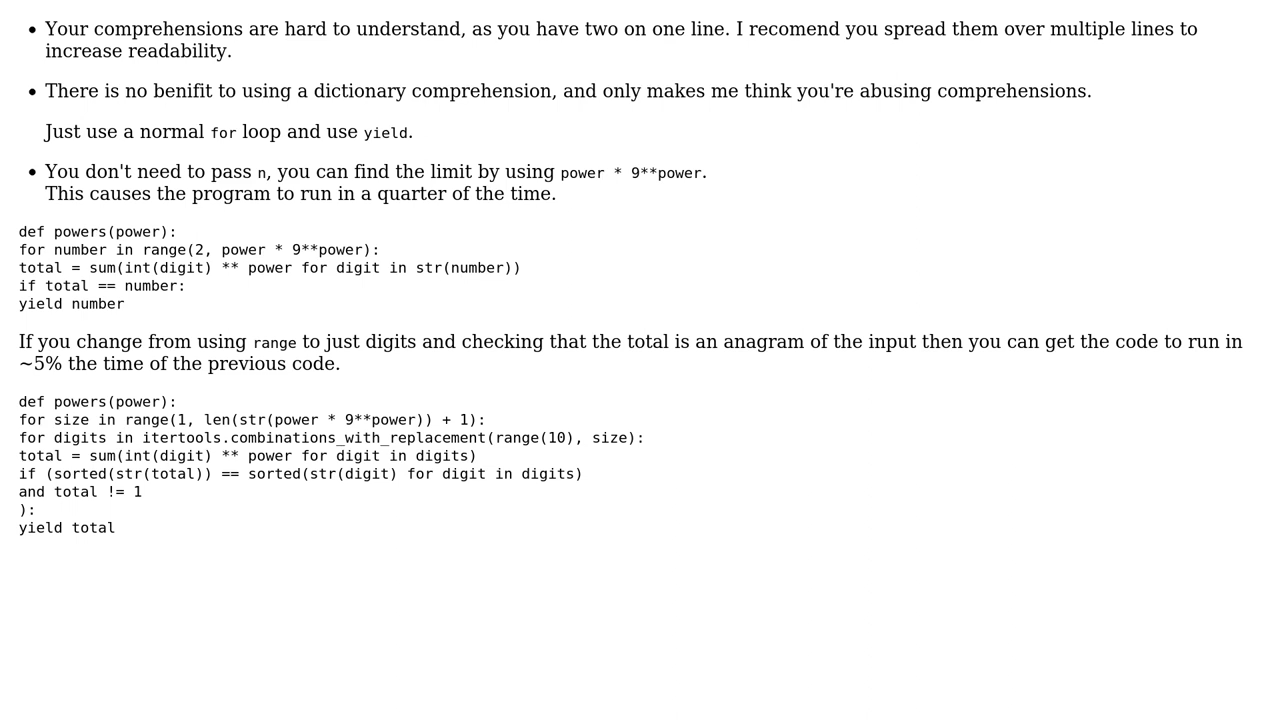 Your comprehensions are hard to understand, as you have two on one line. I recomend you spread them over multiple lines to
increase readability.
There is no benifit to using a dictionary comprehension, and only makes me think you're abusing comprehensions.
Just use a normal for loop and use yield.
You don't need to pass n, you can find the limit by using power * 9**power.
This causes the program to run in a quarter of the time.
def powers(power):
for number in range(2, power * 9**power):
total = sum(int(digit) ** power for digit in str(number))
if total == number:
yield number
If you change from using range to just digits and checking that the total is an anagram of the input then you can get the code to run in
~5% the time of the previous code.
def powers(power):
for size in range(1, len(str(power * 9**power)) + 1):
for digits in itertools.combinations_with_replacement(range(10), size):
total = sum(int(digit) ** power for digit in digits)
if (sorted(str(total)) == sorted(str(digit) for digit in digits)
and total != 1
):
yield total